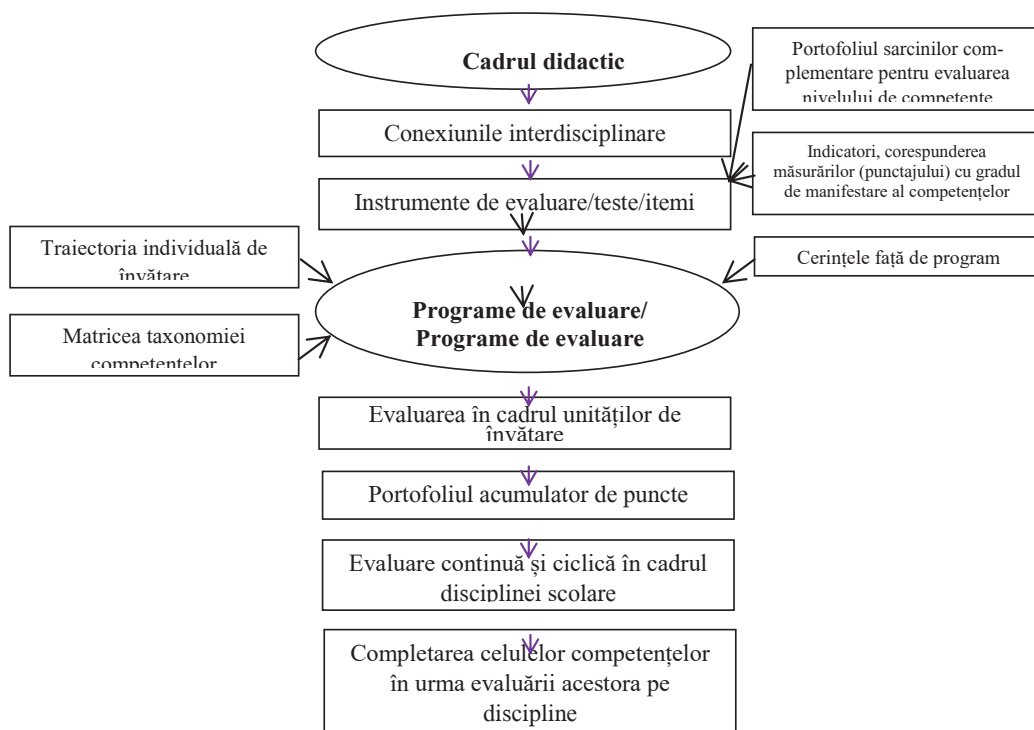 Cadrul didactic
Portofoliul sarcinilor com-
plementare pentru evaluarea
nivelului de competențe
Conexiunile interdisciplinare
Indicatori, corespunderea
măsurărilor (punctajului) cu gradul
de manifestare al competențelor
Instrumente de evaluare/teste/itemi
Traiectoria individuală de
învățare
Cerințele față de program
Programe de evaluare/
Programe de evaluare
Matricea taxonomiei
competențelor
Evaluarea în cadrul unităților de
învățare
Portofoliul acumulator de puncte
Evaluare continuă și ciclică în cadrul
disciplinei scolare
Completarea celulelor competențelor
în urma evaluării acestora pe
discipline